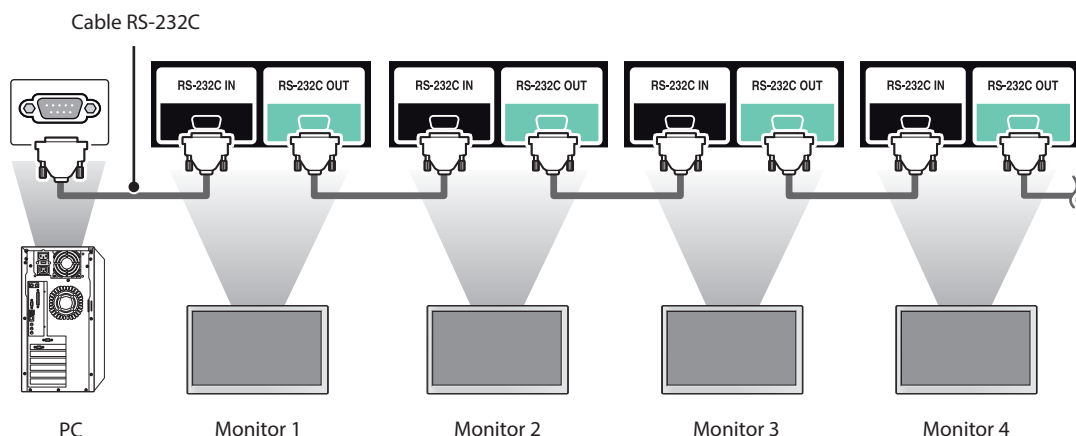 Cable RS-232C
RS-232C IN RS-232C OUT RS-232C IN RS-232C OUT RS-232C IN RS-232C OUT RS-232C IN RS-232C OUT
PC Monitor 1 Monitor 2 Monitor 3 Monitor 4